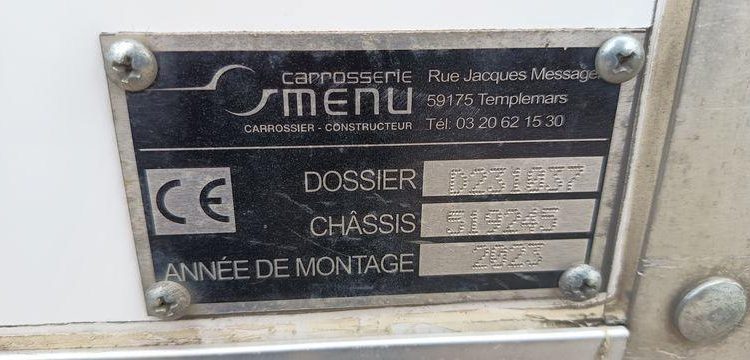 carrosserie
MENU
CARROSSIER - CONSTRUCTEUR
Rue Jacques Message
59175 Templemars
Tél: 03 20 62 15 30
CE
DOSSIER D231037
CHÂSSIS 519245
ANNÉE DE MONTAGE 2023